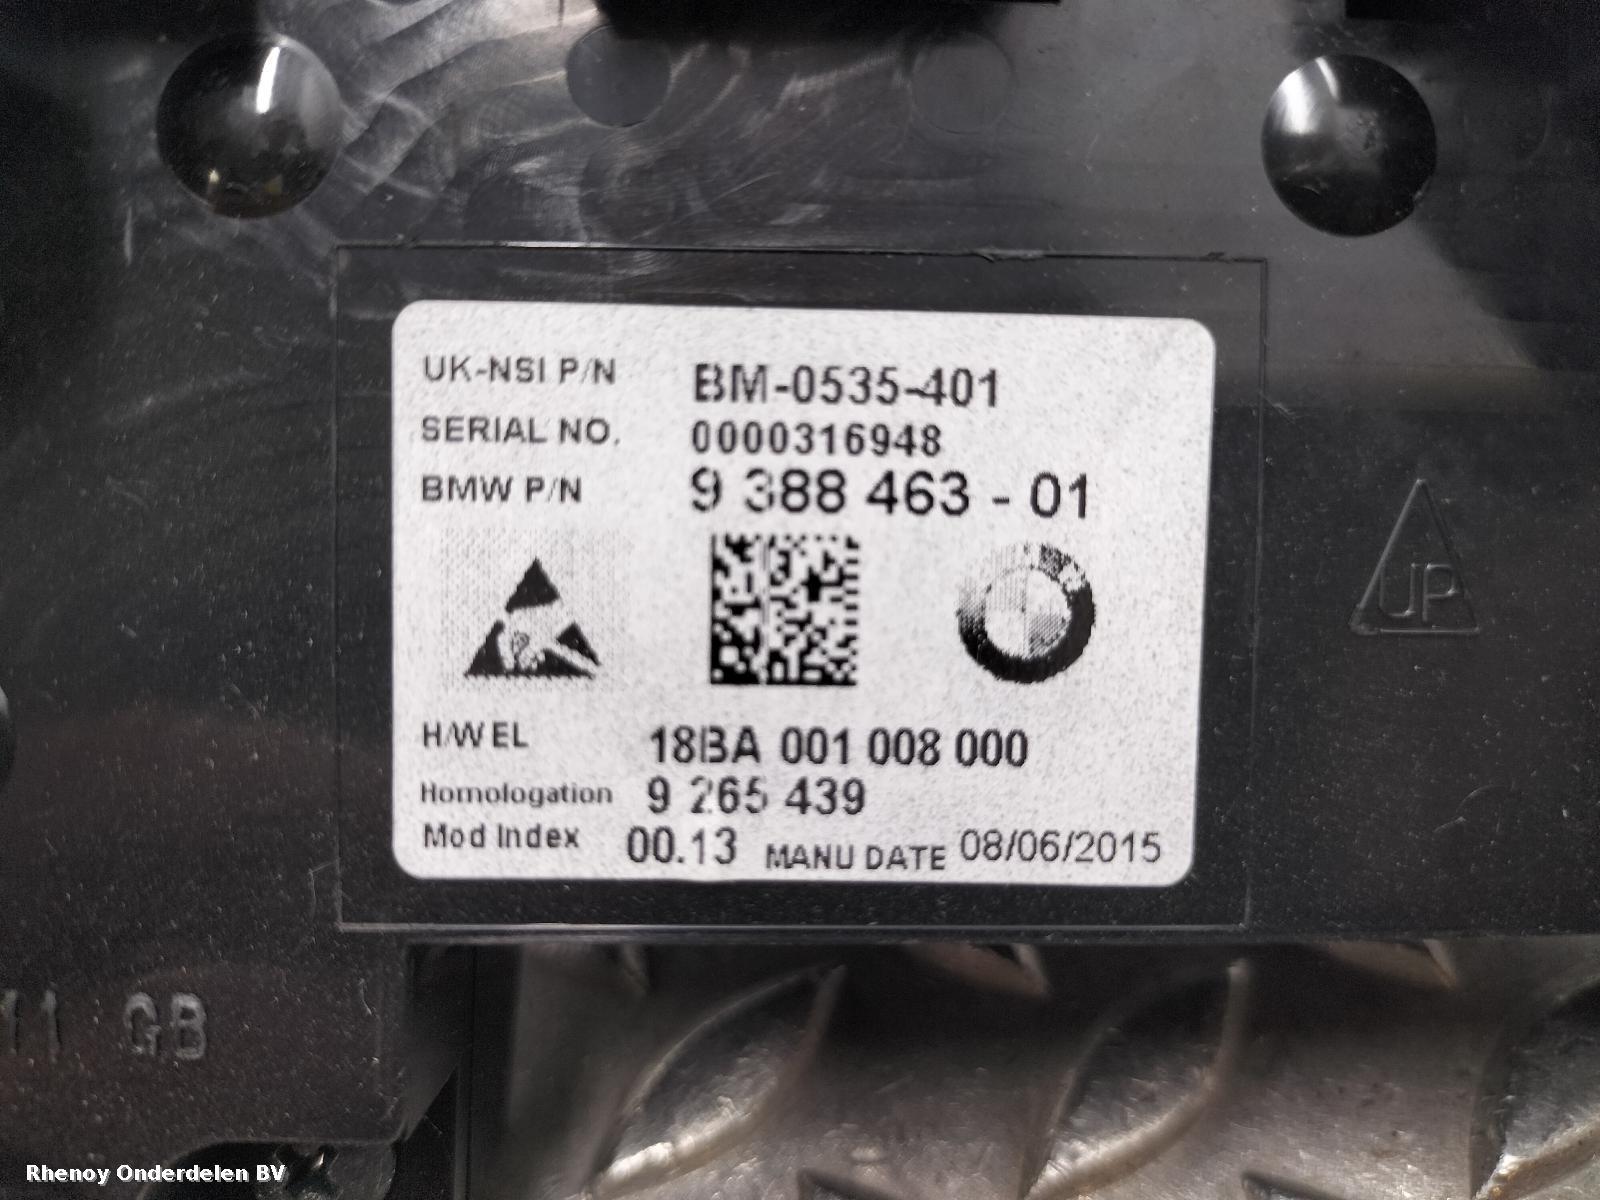 UK-NSI P/N BM-0535-401
SERIAL NO. 0000316948
BMW P/N 9 388 463 - 01
H/W EL 18BA 001 008 000
Homologation 9 265 439
Mod Index 00.13 MANU DATE 08/06/2015
UP
11 GB
Rhenoy Onderdelen BV